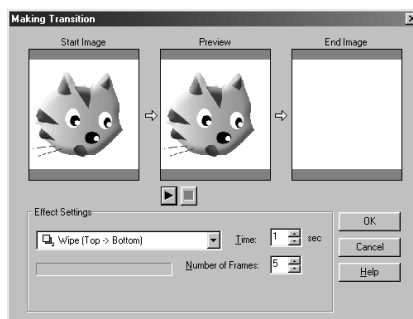 Making Transition
Start Image
Preview
End Image
Effect Settings
Wipe (Top -> Bottom)
Time: 1 sec
Number of Frames: 5
OK
Cancel
Help